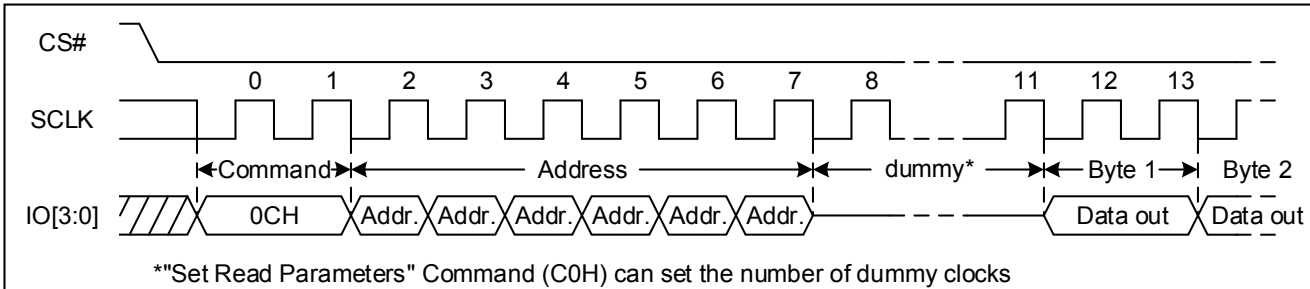 CS#
0 1 2 3 4 5 6 7 8 11 12 13
SCLK
Command Address dummy* Byte 1 Byte 2
IO[3:0] 0CH Addr. Addr. Addr. Addr. Addr. Addr. Data out Data out
*"Set Read Parameters" Command (C0H) can set the number of dummy clocks